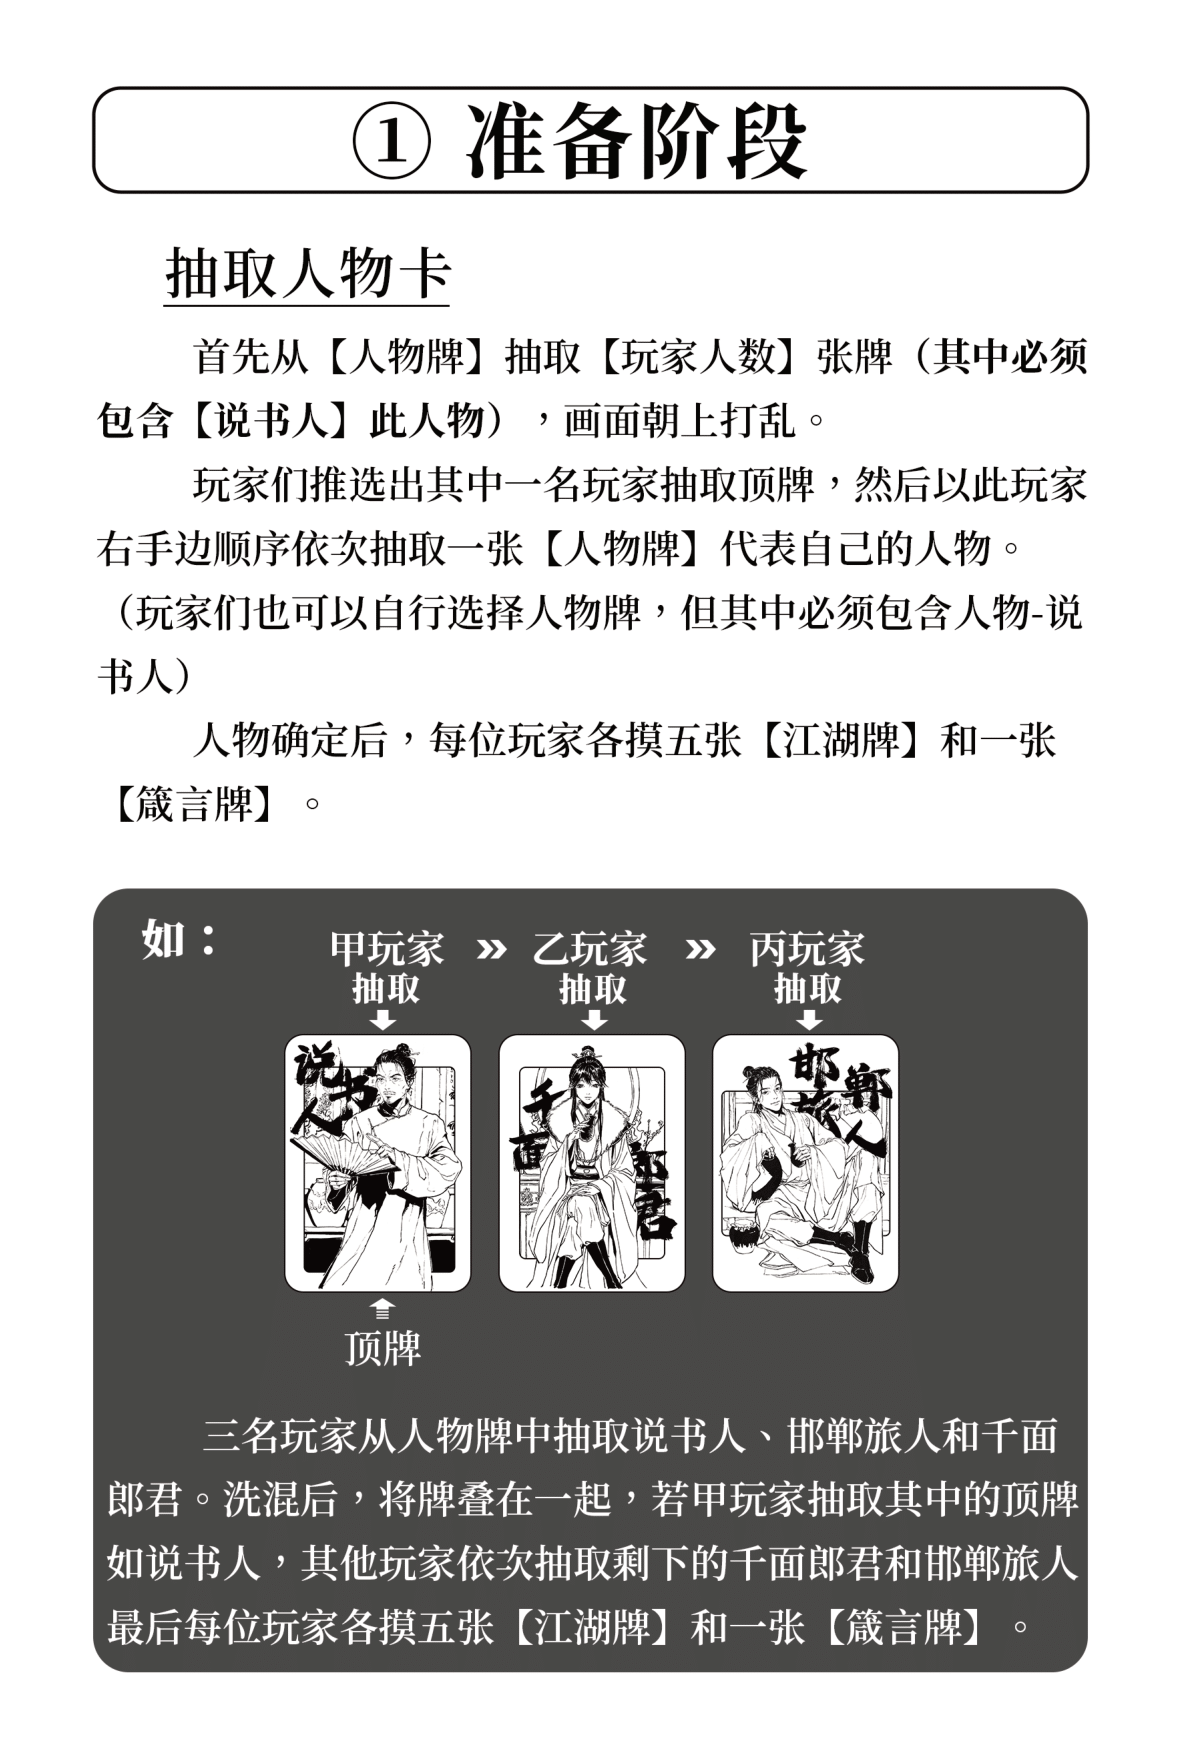 ① 准备阶段
抽取人物卡
首先从【人物牌】抽取【玩家人数】张牌（其中必须
包含【说书人】此人物），画面朝上打乱。
玩家们推选出其中一名玩家抽取顶牌，然后以此玩家
右手边顺序依次抽取一张【人物牌】代表自己的人物。
（玩家们也可以自行选择人物牌，但其中必须包含人物-说
书人）
人物确定后，每位玩家各摸五张【江湖牌】和一张
【箴言牌】。
如：
甲玩家 » 乙玩家 » 丙玩家
抽取 抽取 抽取
说书人
千面郎君
邯郸旅人
顶牌
三名玩家从人物牌中抽取说书人、邯郸旅人和千面
郎君。洗混后，将牌叠在一起，若甲玩家抽取其中的顶牌
如说书人，其他玩家依次抽取剩下的千面郎君和邯郸旅人
最后每位玩家各摸五张【江湖牌】和一张【箴言牌】。